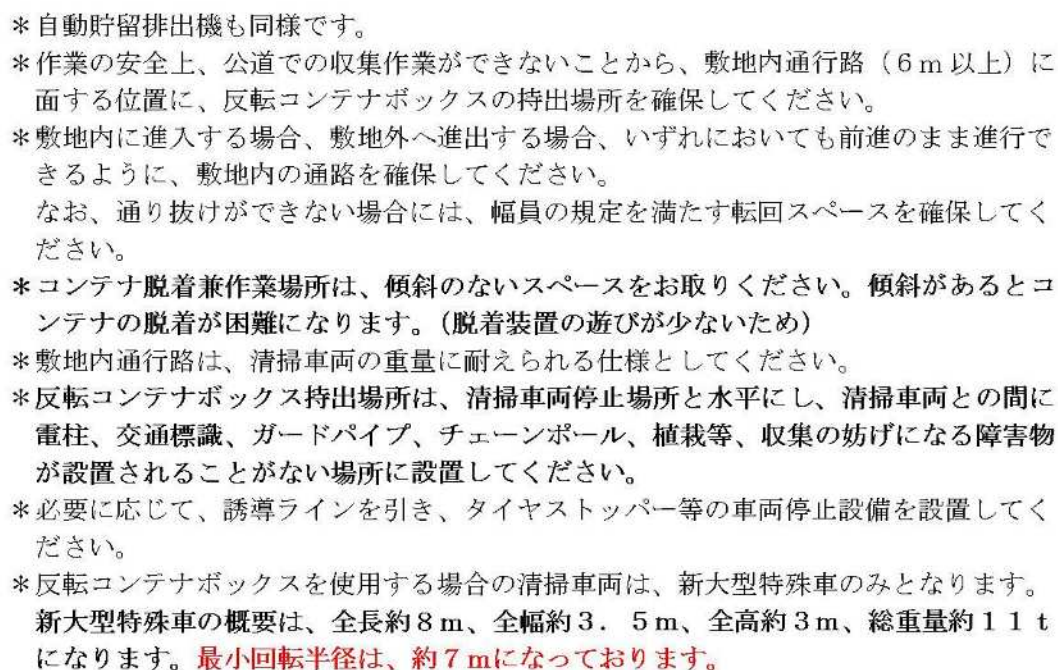 ＊自動貯留排出機も同様です。
＊作業の安全上、公道での収集作業ができないことから、敷地内通行路（６ｍ以上）に
面する位置に、反転コンテナボックスの持出場所を確保してください。
＊敷地内に進入する場合、敷地外へ進出する場合、いずれにおいても前進のまま進行で
きるように、敷地内の通路を確保してください。
なお、通り抜けができない場合には、幅員の規定を満たす転回スペースを確保してく
ださい。
＊コンテナ脱着兼作業場所は、傾斜のないスペースをお取りください。傾斜があるとコ
ンテナの脱着が困難になります。（脱着装置の遊びが少ないため）
＊敷地内通行路は、清掃車両の重量に耐えられる仕様としてください。
＊反転コンテナボックス持出場所は、清掃車両停止場所と水平にし、清掃車両との間に
電柱、交通標識、ガードパイプ、チェーンポール、植栽等、収集の妨げになる障害物
が設置されることがない場所に設置してください。
＊必要に応じて、誘導ラインを引き、タイヤストッパー等の車両停止設備を設置してく
ださい。
＊反転コンテナボックスを使用する場合の清掃車両は、新大型特殊車のみとなります。
新大型特殊車の概要は、全長約８ｍ、全幅約３．５ｍ、全高約３ｍ、総重量約１１ｔ
になります。最小回転半径は、約７ｍになっております。